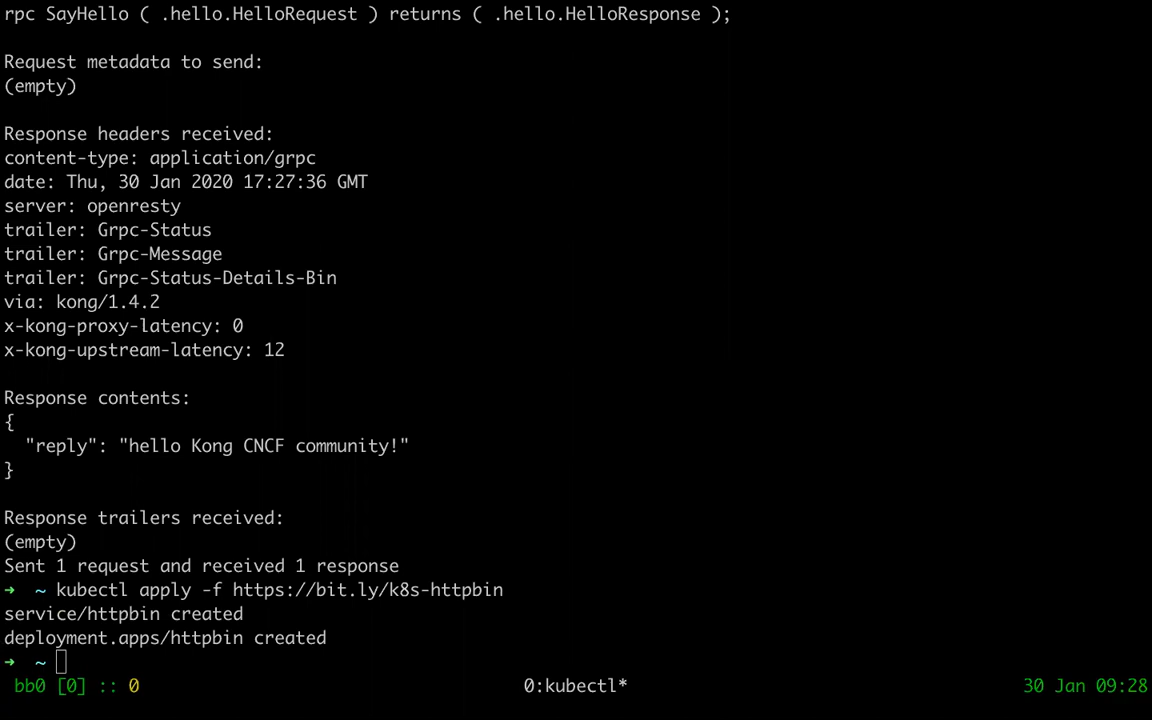 rpc SayHello ( .hello.HelloRequest ) returns ( .hello.HelloResponse );
Request metadata to send:
(empty)
Response headers received:
content-type: application/grpc
date: Thu, 30 Jan 2020 17:27:36 GMT
server: openresty
trailer: Grpc-Status
trailer: Grpc-Message
trailer: Grpc-Status-Details-Bin
via: kong/1.4.2
x-kong-proxy-latency: 0
x-kong-upstream-latency: 12
Response contents:
{
  "reply": "hello Kong CNCF community!"
}
Response trailers received:
(empty)
Sent 1 request and received 1 response
➜  ~ kubectl apply -f https://bit.ly/k8s-httpbin
service/httpbin created
deployment.apps/httpbin created
➜  ~
bb0 [0] :: 0 0:kubectl* 30 Jan 09:28